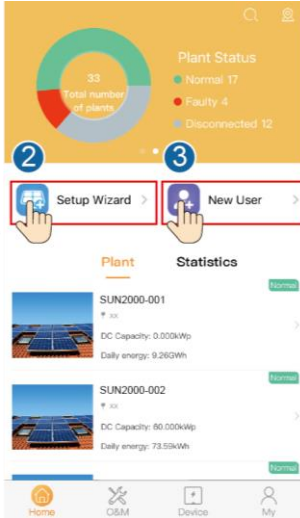 Plant Status
33
Total number
of plants
Normal 17
Faulty 4
Disconnected 12
2
3
Setup Wizard
New User
Plant
Statistics
Normal
SUN2000-001
xx
DC Capacity: 0.000kWp
Daily energy: 9.26GWh
Normal
SUN2000-002
xx
DC Capacity: 60.000kWp
Daily energy: 73.59kWh
Normal
Home
O&M
Device
My